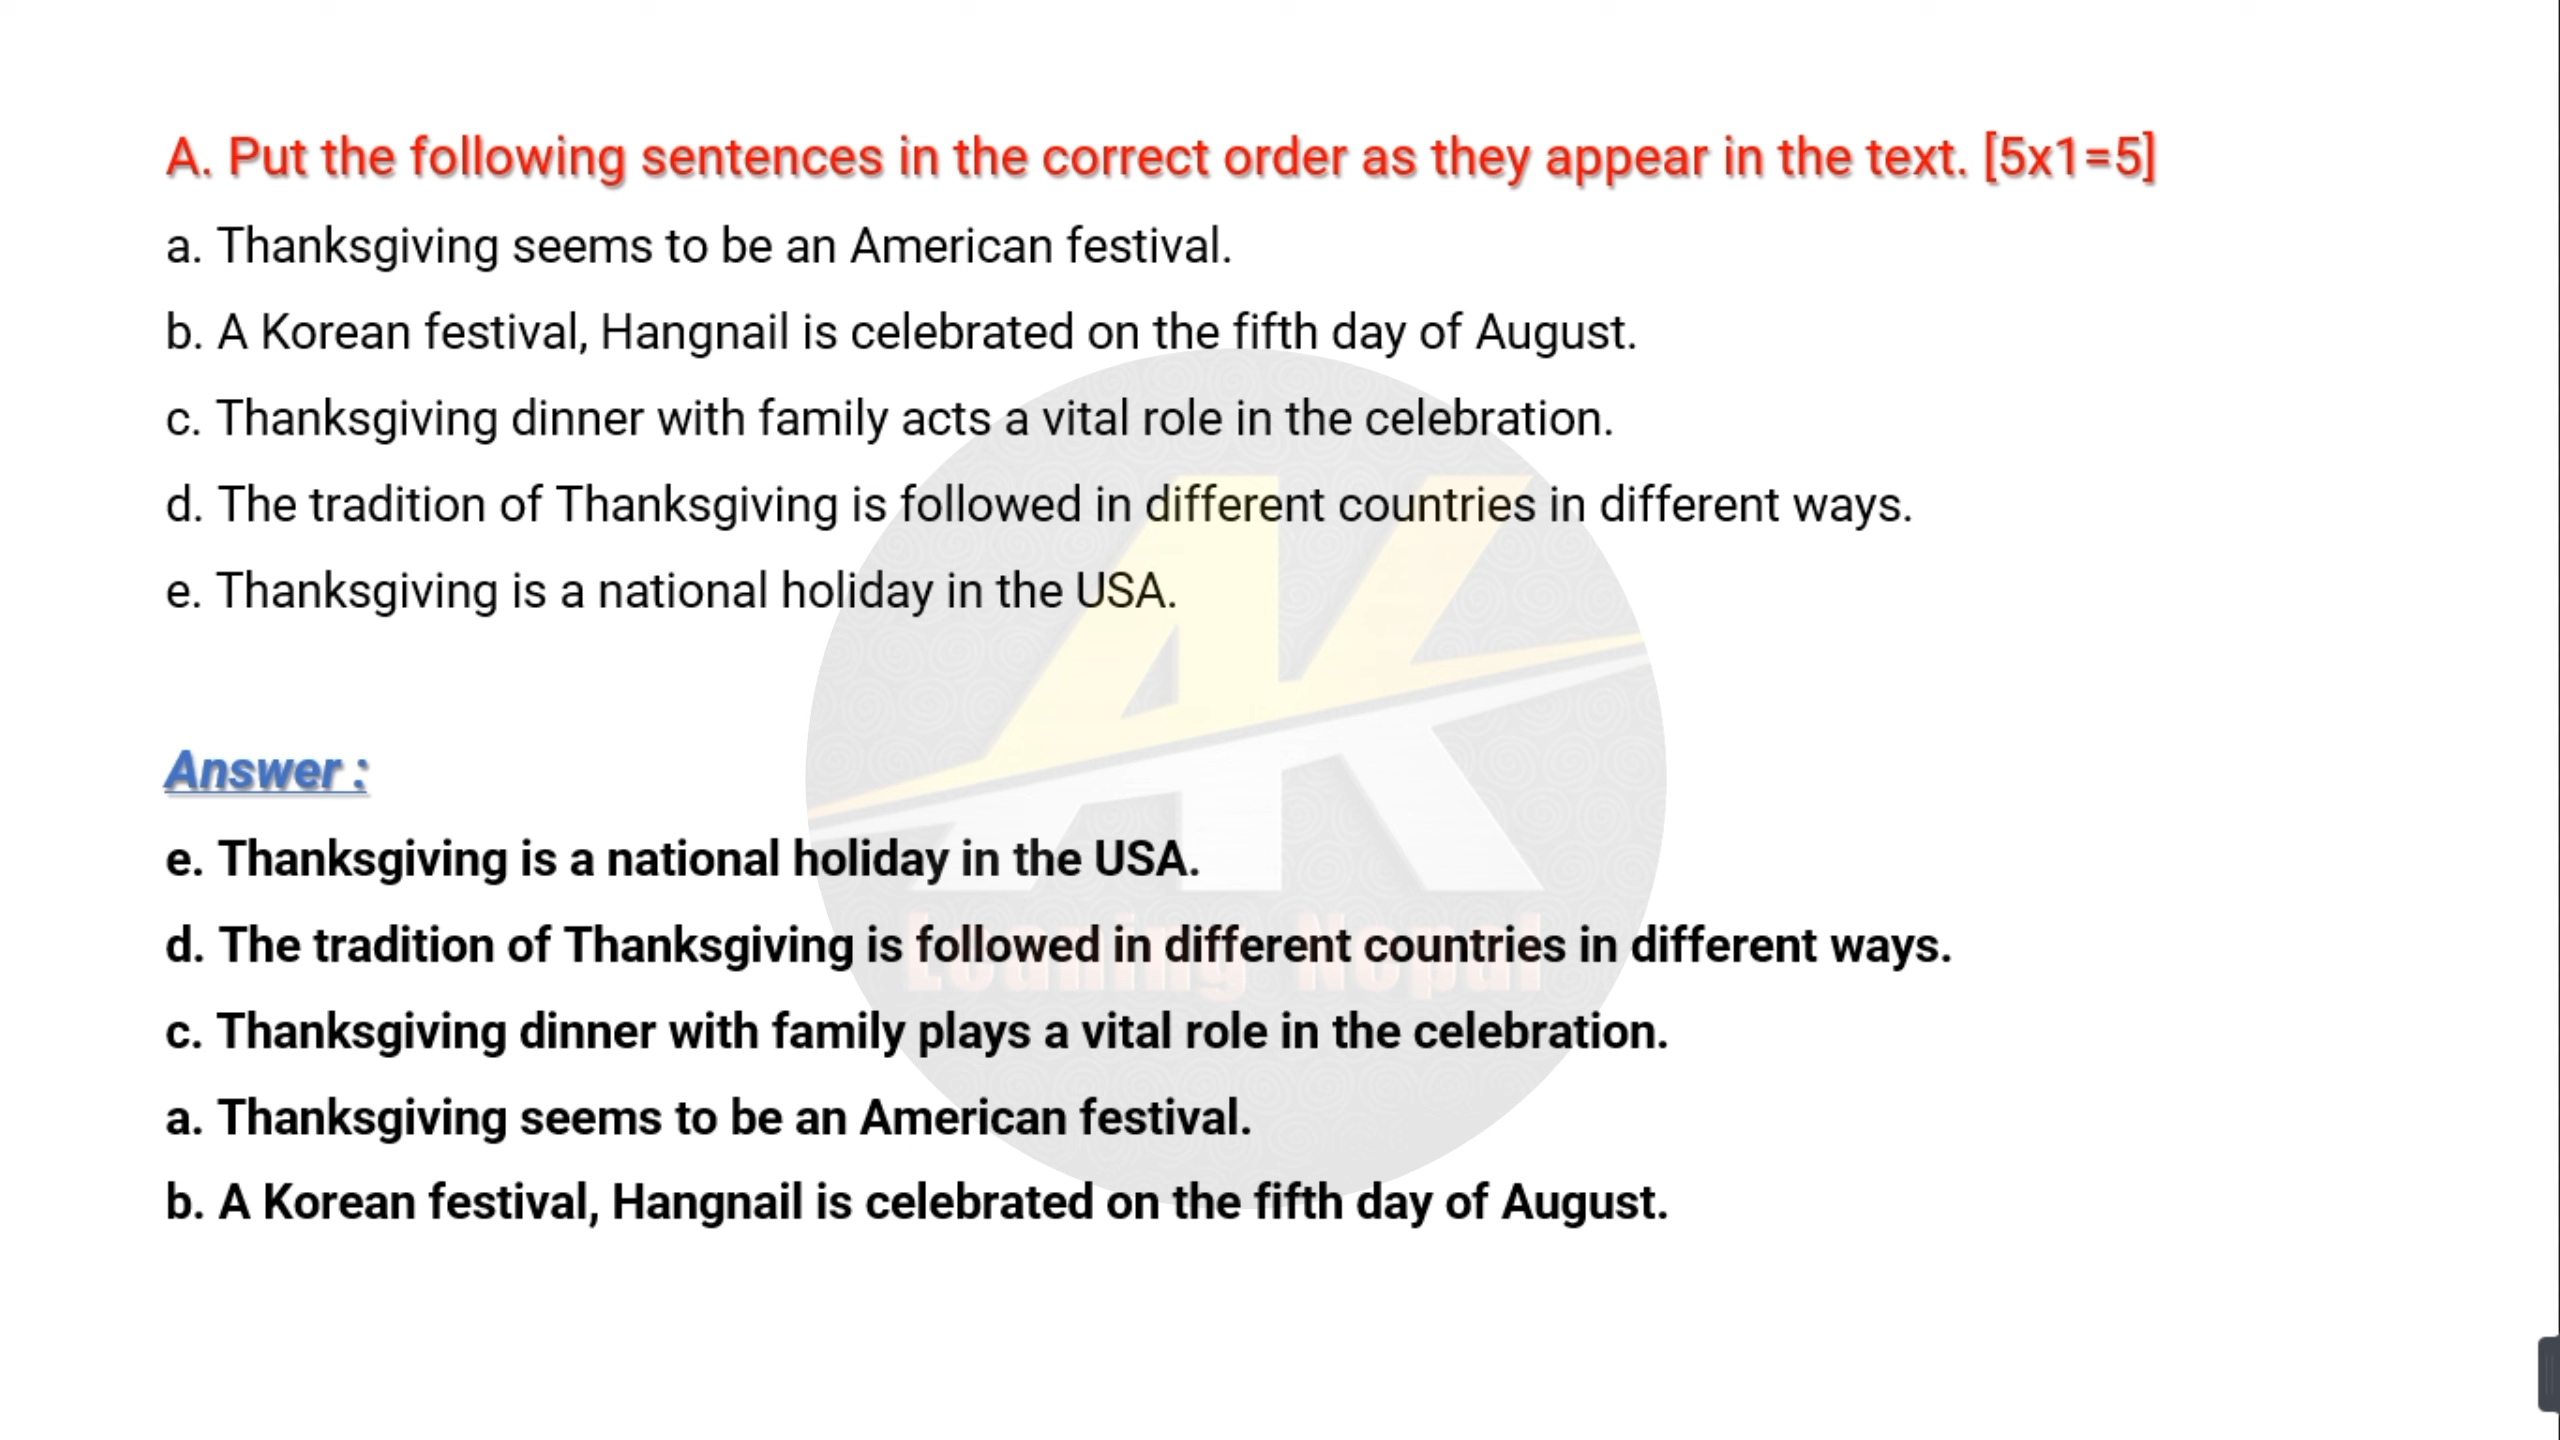 A. Put the following sentences in the correct order as they appear in the text. [5x1=5]
a. Thanksgiving seems to be an American festival.
b. A Korean festival, Hangnail is celebrated on the fifth day of August.
c. Thanksgiving dinner with family acts a vital role in the celebration.
d. The tradition of Thanksgiving is followed in different countries in different ways.
e. Thanksgiving is a national holiday in the USA.
AK
Answer :
e. Thanksgiving is a national holiday in the USA.
d. The tradition of Thanksgiving is followed in different countries in different ways.
Nepal
c. Thanksgiving dinner with family plays a vital role in the celebration.
a. Thanksgiving seems to be an American festival.
b. A Korean festival, Hangnail is celebrated on the fifth day of August.